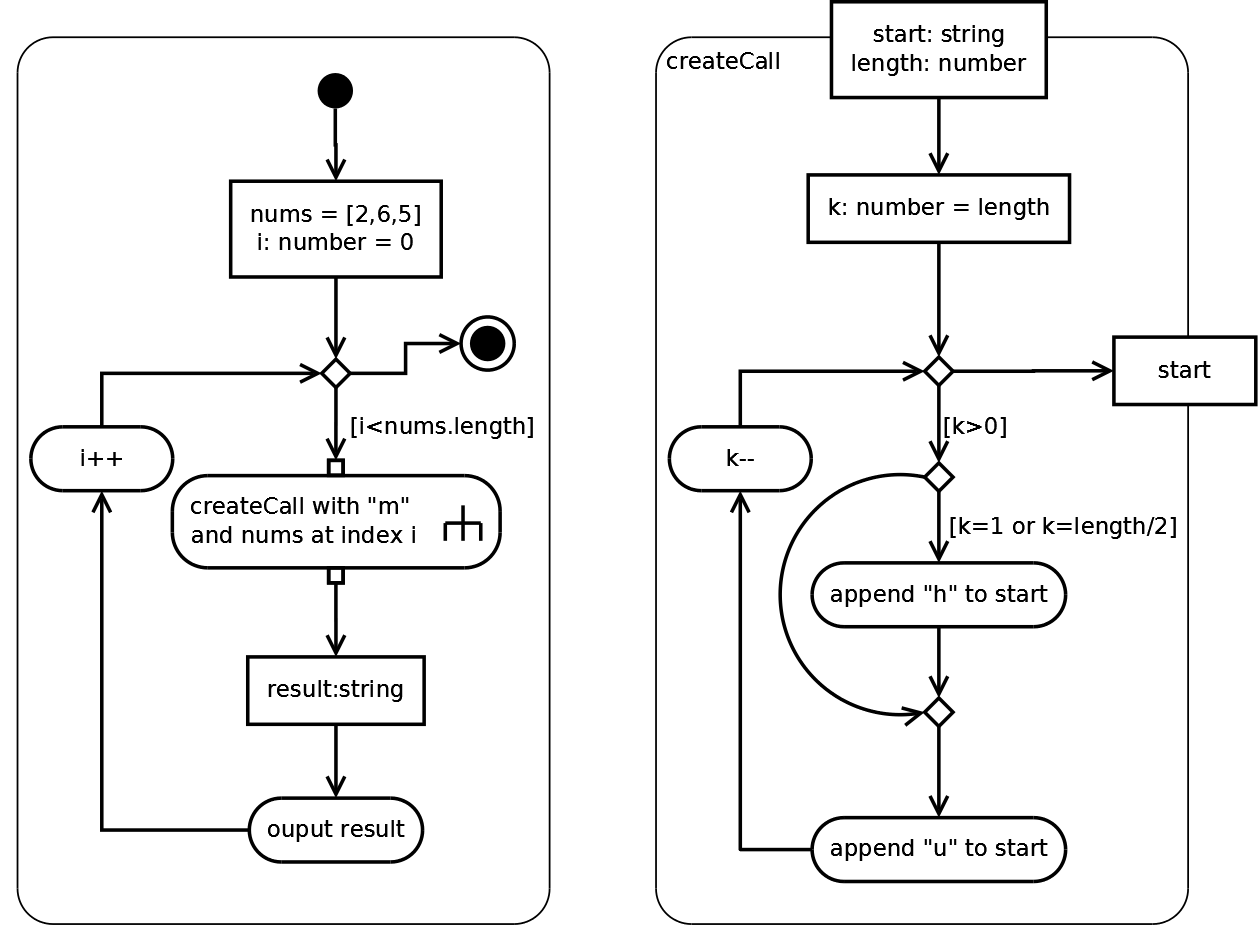 nums = [2,6,5]
i: number = 0
[i<nums.length]
i++
createCall with "m"
and nums at index i
result:string
ouput result
createCall
start: string
length: number
k: number = length
start
[k>0]
k--
[k=1 or k=length/2]
append "h" to start
append "u" to start